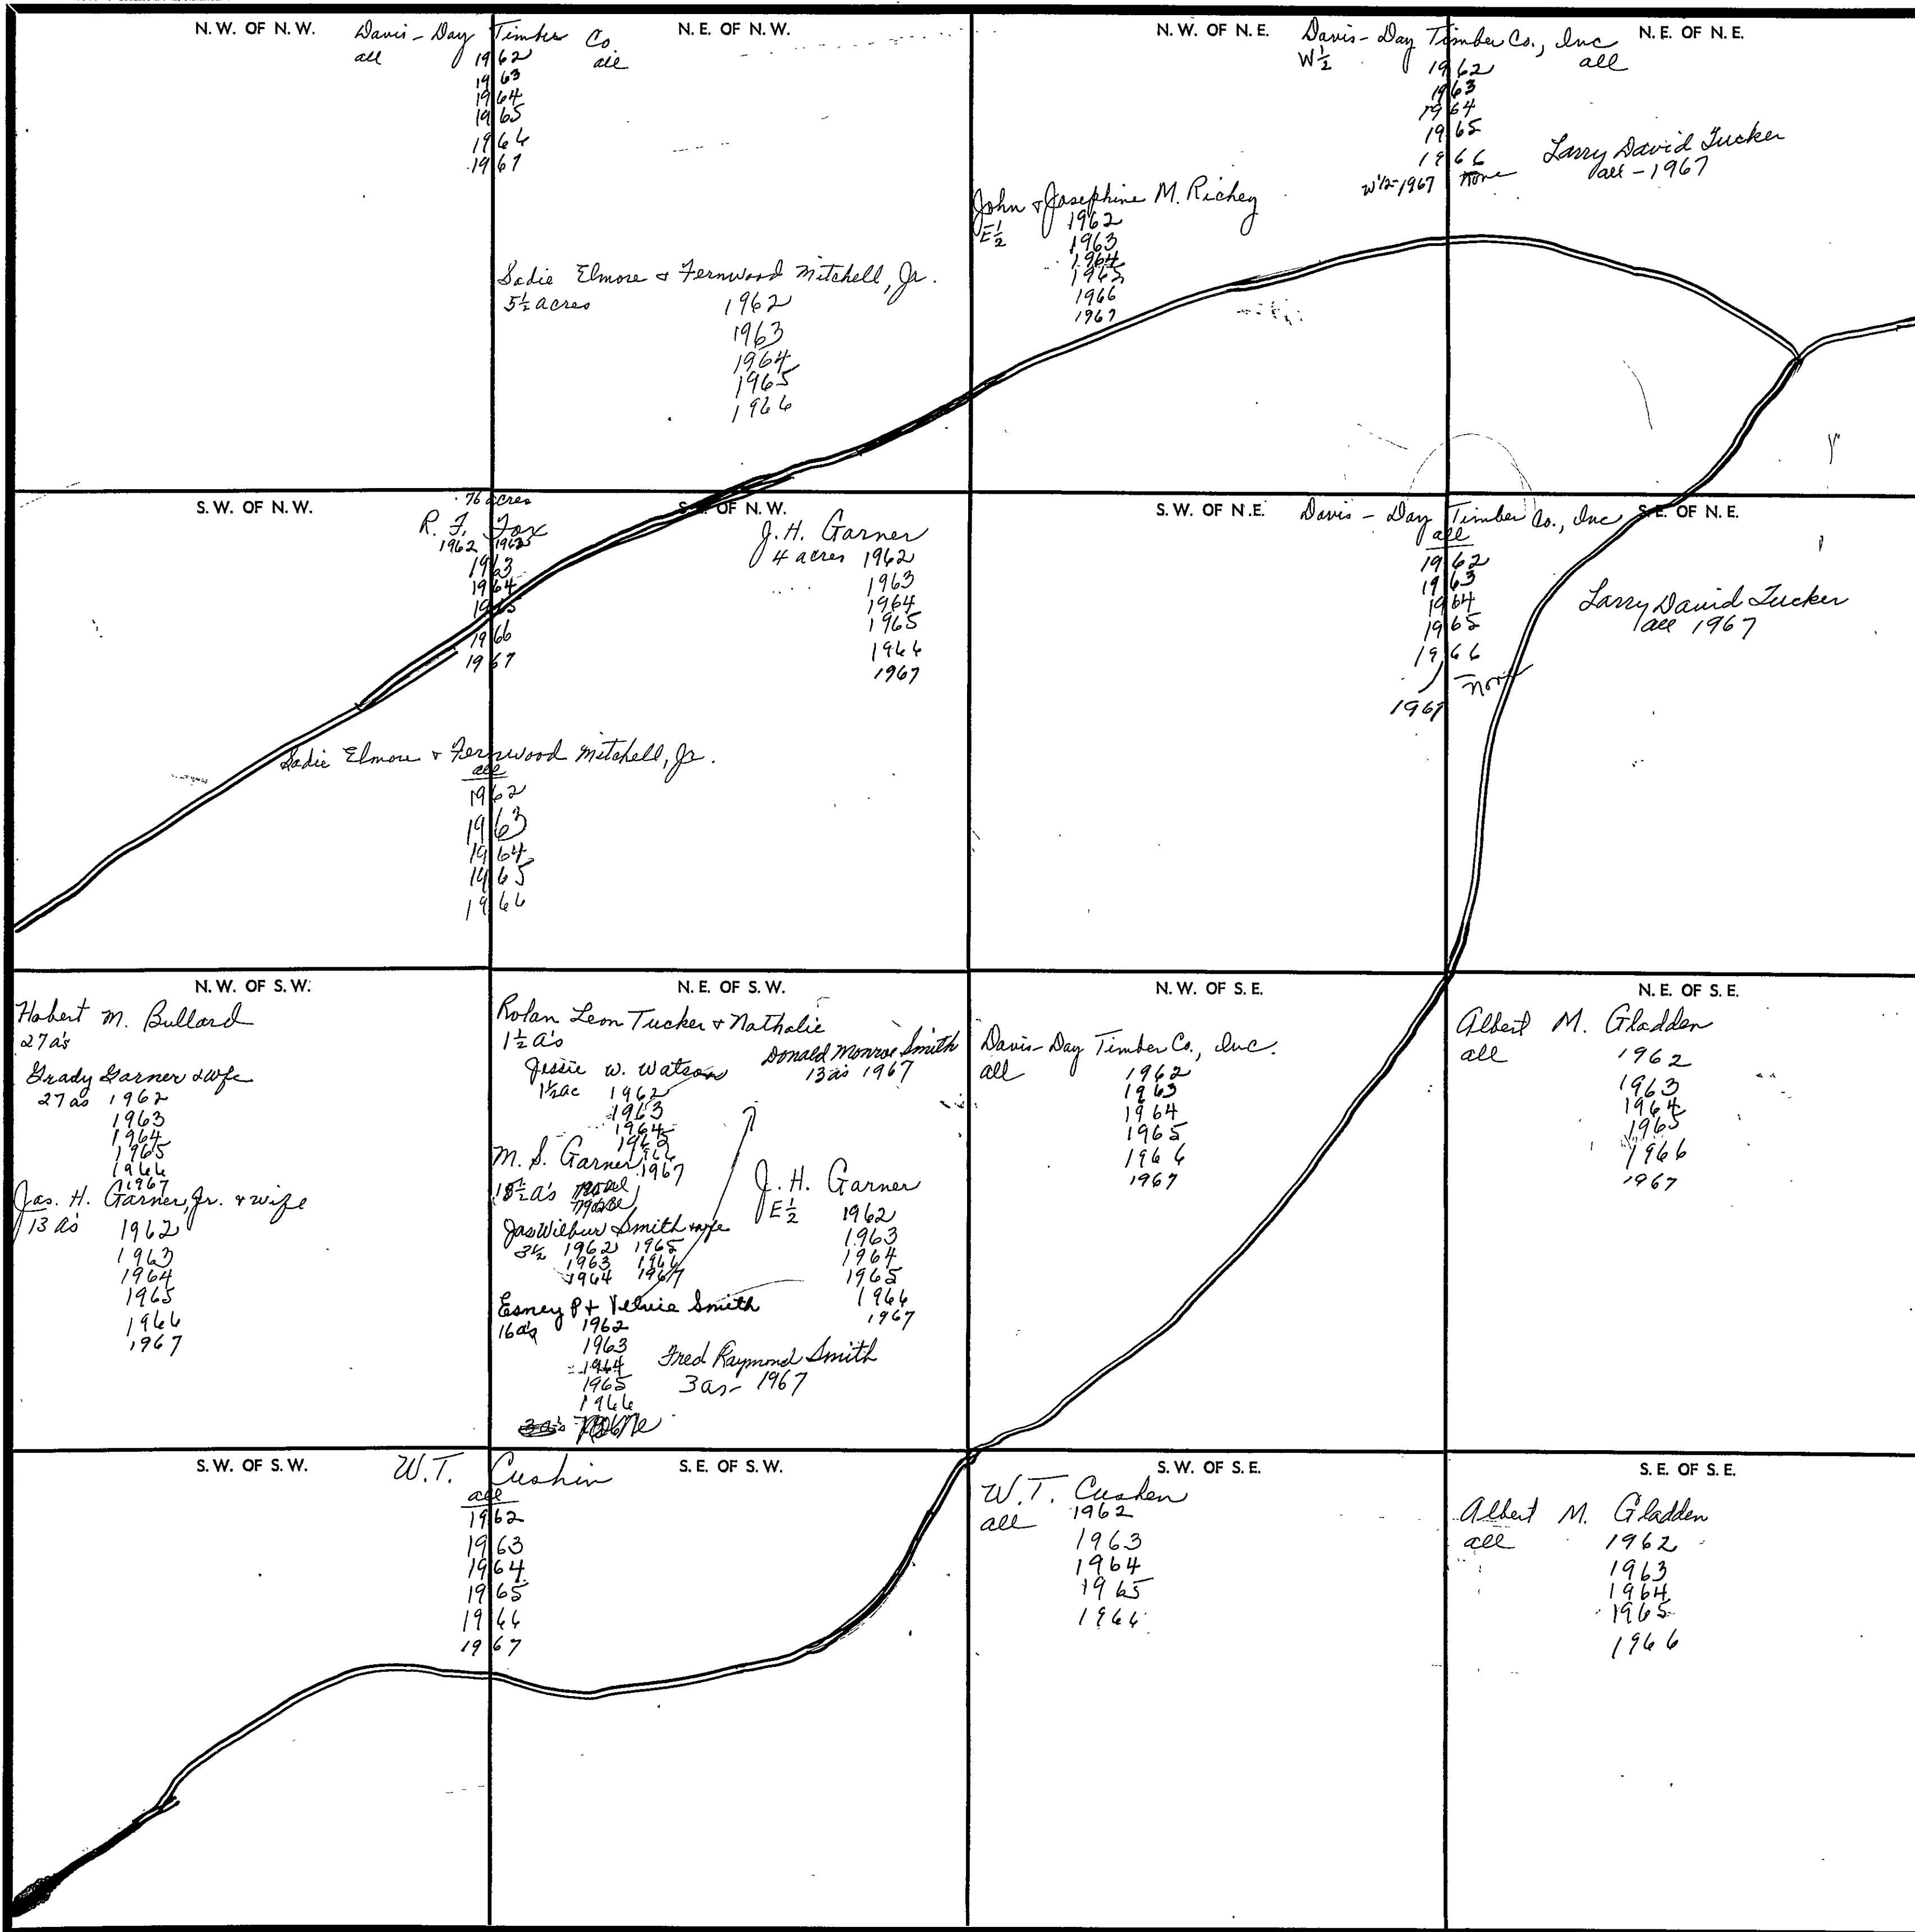 N. W. OF N. W.
Davis - Day Timber Co
all all
1962
1963
1964
1965
1966
1967
N. E. OF N. W.
Sadie Elmore & Fernwood Mitchell, Jr.
5½ acres 1962
1963
1964
1965
1966
N. W. OF N. E.
Davis - Day Timber Co., Inc
W½ all
1962
1963
1964
1965
1966
W ½-1967 none
John & Josephine M. Richey
E½ 1962
1963
1964
1965
1966
1967
N. E. OF N. E.
Larry David Tucker
all - 1967
S. W. OF N. W.
76 acres
R. F. Fox
1962 1962
1963
1964
1965
1966
1967
Sadie Elmore & Fernwood Mitchell, Jr.
all
1962
1963
1964
1965
1966
S.E. OF N. W.
J. H. Garner
4 acres 1962
1963
1964
1965
1966
1967
S. W. OF N. E.
Davis - Day Timber Co., Inc
all
1962
1963
1964
1965
1966
1967 none
S.E. OF N. E.
Larry David Tucker
all 1967
N. W. OF S. W.
Hobert M. Bullard
27 a's
Grady Garner & wife
27 as 1962
1963
1964
1965
1966
1967
Jas. H. Garner, Jr. & wife
13 as 1962
1963
1964
1965
1966
1967
N. E. OF S. W.
Rolan Leon Tucker & Nathalie
1½ a's
Donald Monroe Smith
13 as 1967
Jessie W. Watson
1½ ac 1962
1963
1964
1965
1966
1967
M. S. Garner
15½ a's
J. H. Garner
E½ 1962
1963
1964
1965
1966
1967
Jas Wilbur Smith & wife
3½ 1962 1965
1963 1966
1964 1967
Esney P & Smith
16 a's 1962
1963
1964
1965
1966
3 a's none
Fred Raymond Smith
3 as - 1967
N. W. OF S. E.
Davis-Day Timber Co., Inc.
all 1962
1963
1964
1965
1966
1967
N. E. OF S. E.
Albert M. Gladden
all 1962
1963
1964
1965
1966
1967
S. W. OF S. W.
W.T. Cushin
all
1962
1963
1964
1965
1966
1967
S. E. OF S. W.
S. W. OF S. E.
W.T. Cushen
all 1962
1963
1964
1965
1966
S. E. OF S. E.
Albert M. Gladden
all 1962
1963
1964
1965
1966